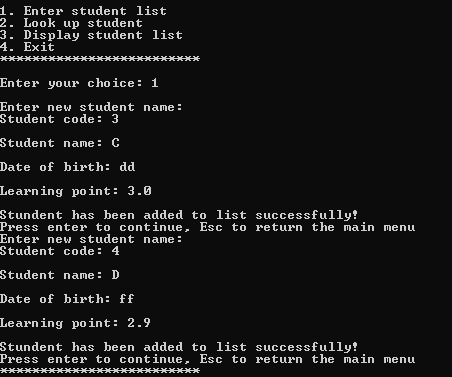 1. Enter student list
2. Look up student
3. Display student list
4. Exit
*************************
Enter your choice: 1
Enter new student name:
Student code: 3
Student name: C
Date of birth: dd
Learning point: 3.0
Stundent has been added to list successfully!
Press enter to continue, Esc to return the main menu
Enter new student name:
Student code: 4
Student name: D
Date of birth: ff
Learning point: 2.9
Stundent has been added to list successfully!
Press enter to continue, Esc to return the main menu
*************************